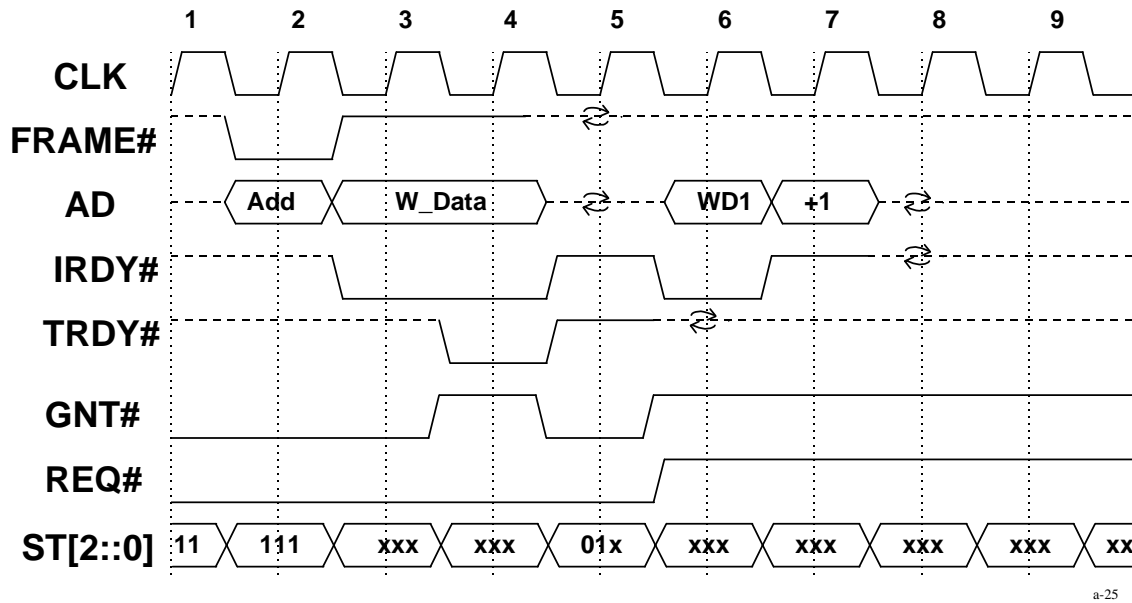 1 2 3 4 5 6 7 8 9
CLK
FRAME#
AD Add W_Data WD1 +1
IRDY#
TRDY#
GNT#
REQ#
ST[2::0] 11 111 xxx xxx 01x xxx xxx xxx xxx xx
a-25